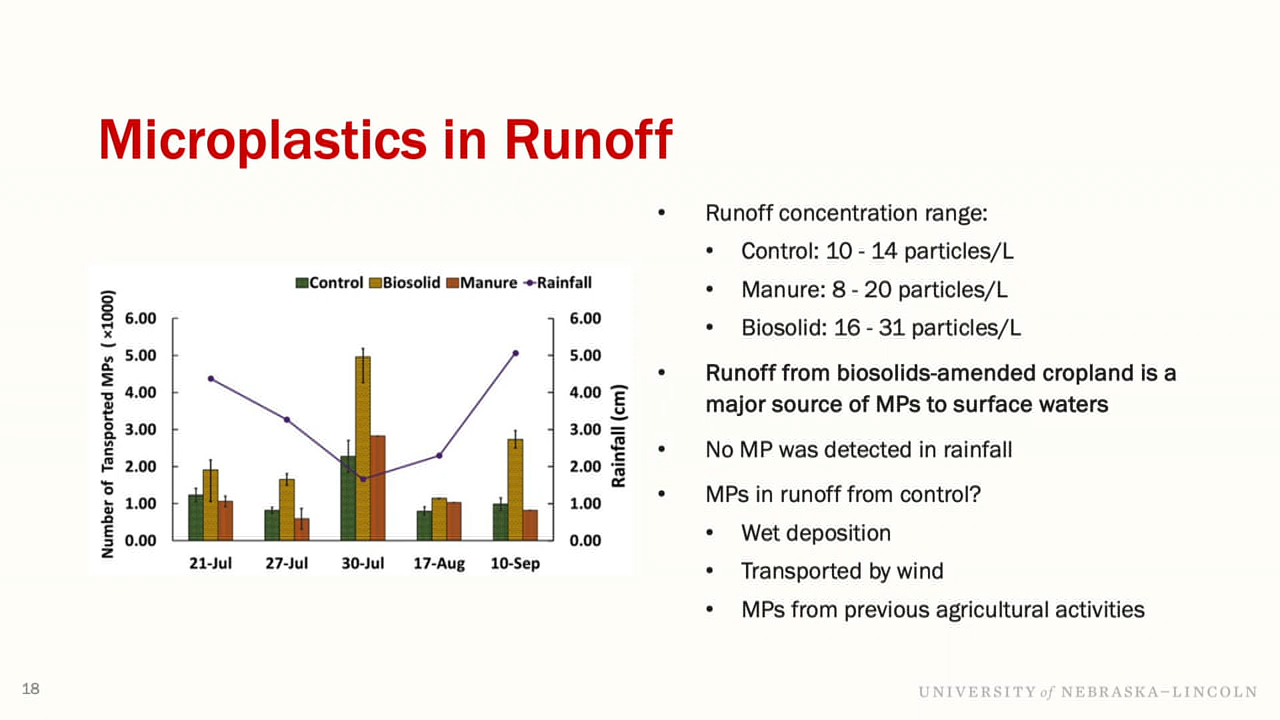 Microplastics in Runoff
Control Biosolid Manure Rainfall
Number of Tansported MPs ( ×1000)
6.00
5.00
4.00
3.00
2.00
1.00
0.00
6.00
5.00
4.00
3.00
2.00
1.00
0.00
Rainfall (cm)
21-Jul 27-Jul 30-Jul 17-Aug 10-Sep
• Runoff concentration range:
• Control: 10 - 14 particles/L
• Manure: 8 - 20 particles/L
• Biosolid: 16 - 31 particles/L
• Runoff from biosolids-amended cropland is a
major source of MPs to surface waters
• No MP was detected in rainfall
• MPs in runoff from control?
• Wet deposition
• Transported by wind
• MPs from previous agricultural activities
18
UNIVERSITY of NEBRASKA–LINCOLN